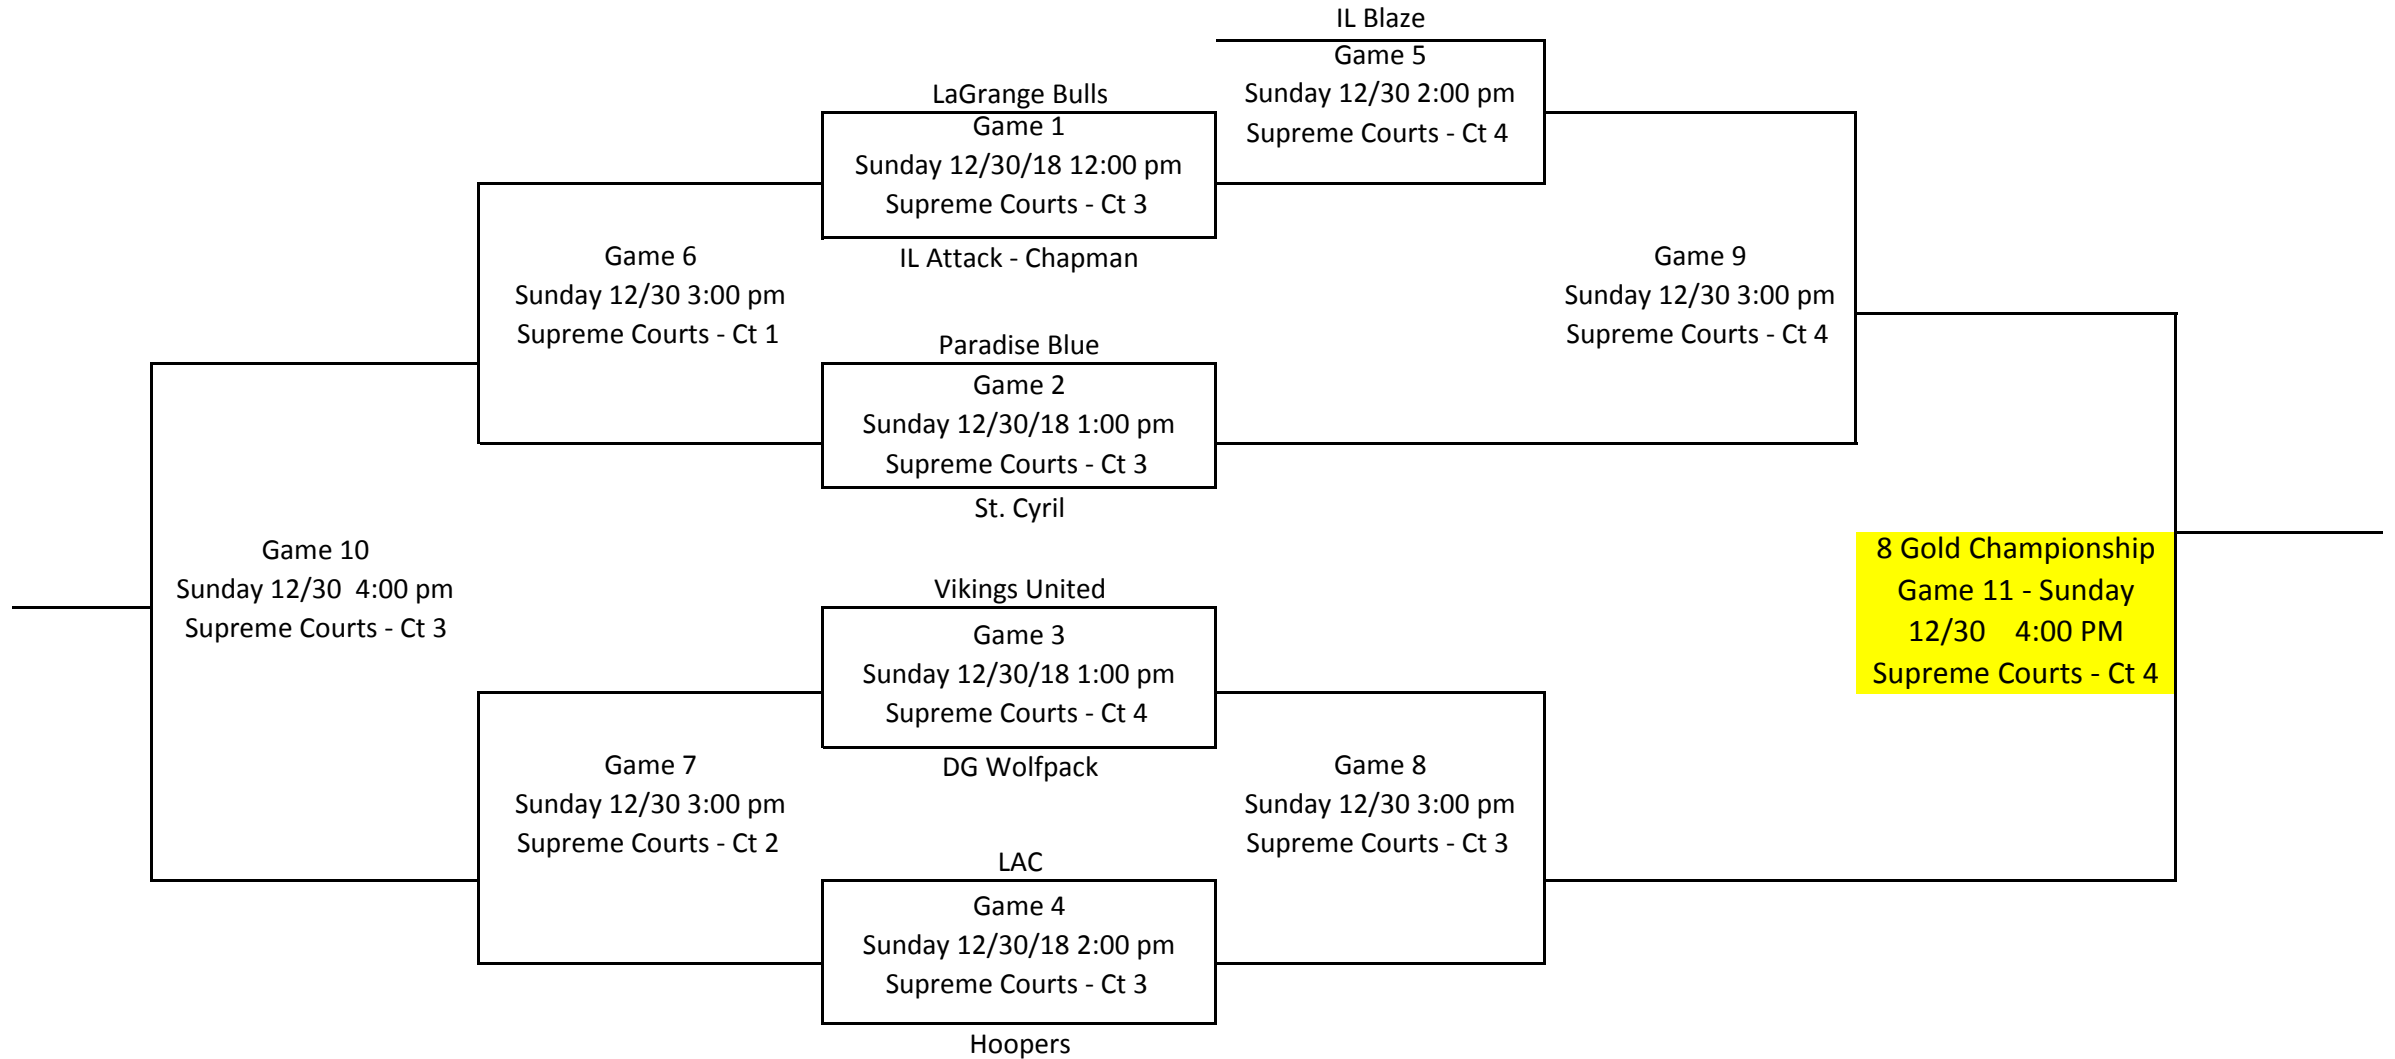 IL Blaze
Game 5
Sunday 12/30 2:00 pm
Supreme Courts - Ct 4
LaGrange Bulls
Game 1
Sunday 12/30/18 12:00 pm
Supreme Courts - Ct 3
IL Attack - Chapman
Game 6
Sunday 12/30 3:00 pm
Supreme Courts - Ct 1
Game 9
Sunday 12/30 3:00 pm
Supreme Courts - Ct 4
Paradise Blue
Game 2
Sunday 12/30/18 1:00 pm
Supreme Courts - Ct 3
St. Cyril
Game 10
Sunday 12/30  4:00 pm
Supreme Courts - Ct 3
8 Gold Championship
Game 11 - Sunday
12/30    4:00 PM
Supreme Courts - Ct 4
Vikings United
Game 3
Sunday 12/30/18 1:00 pm
Supreme Courts - Ct 4
DG Wolfpack
Game 7
Sunday 12/30 3:00 pm
Supreme Courts - Ct 2
Game 8
Sunday 12/30 3:00 pm
Supreme Courts - Ct 3
LAC
Game 4
Sunday 12/30/18 2:00 pm
Supreme Courts - Ct 3
Hoopers